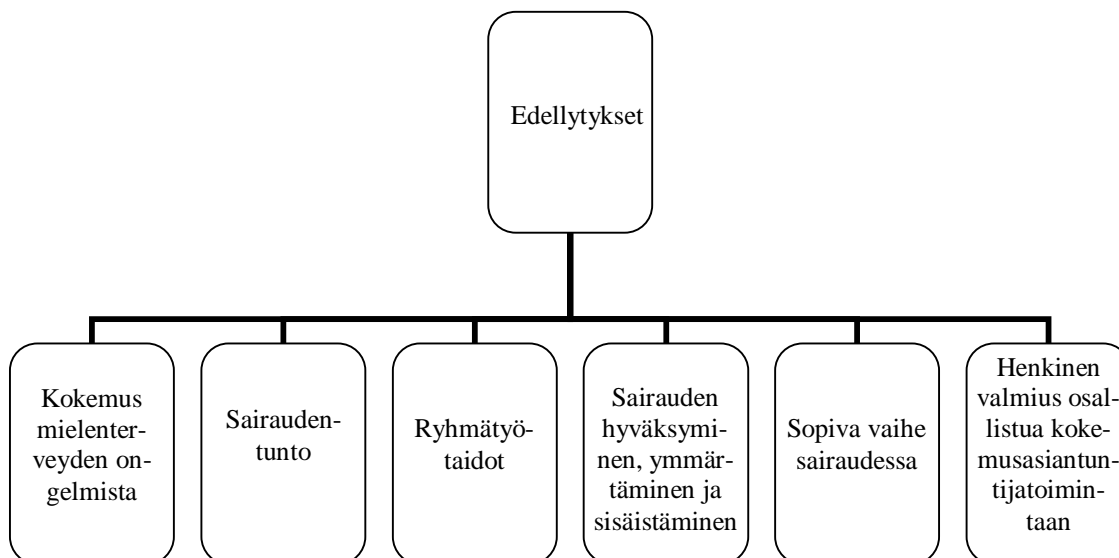 Edellytykset
Kokemus
mielenter-
veyden on-
gelmista
Sairauden-
tunto
Ryhmätyö-
taidot
Sairauden
hyväksymi-
nen, ymmär-
täminen ja
sisäistäminen
Sopiva vaihe
sairaudessa
Henkinen
valmius osal-
listua koke-
musasiantun-
tijatoimin-
taan